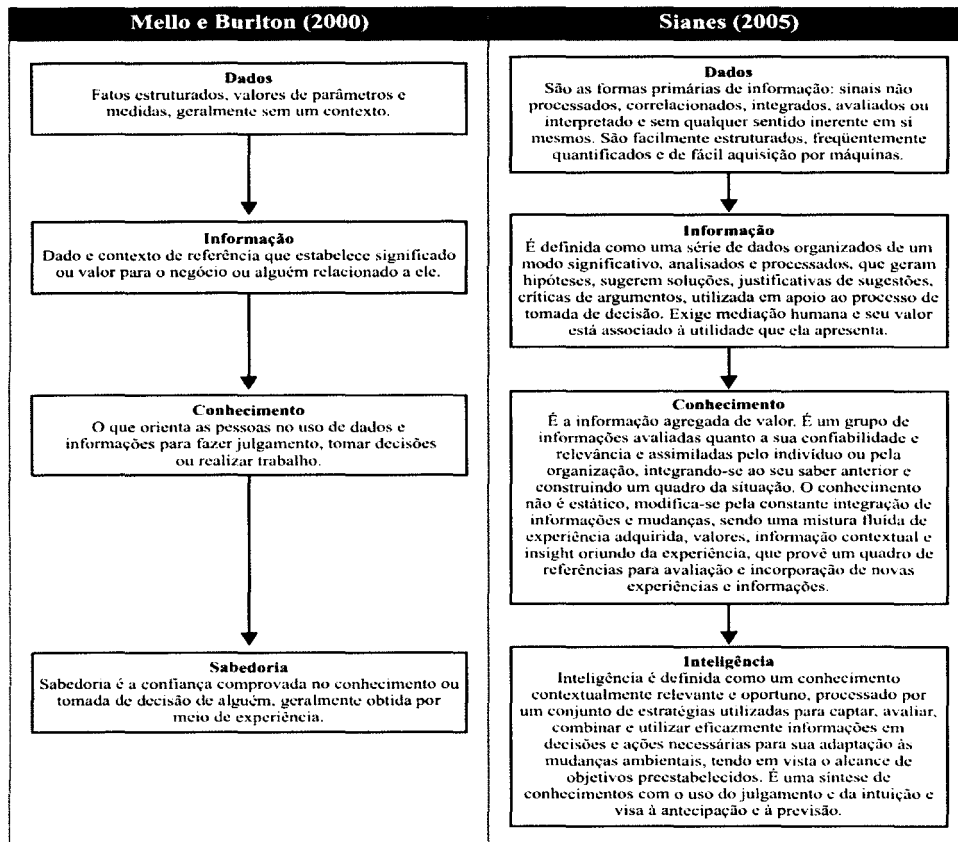 Mello e Burlton (2000)
Dados
Fatos estruturados, valores de parâmetros e
medidas, geralmente sem um contexto.
Informação
Dado e contexto de referência que estabelece significado
ou valor para o negócio ou alguém relacionado a ele.
Conhecimento
O que orienta as pessoas no uso de dados e
informações para fazer julgamento, tomar decisões
ou realizar trabalho.
Sabedoria
Sabedoria é a confiança comprovada no conhecimento ou
tomada de decisão de alguém, geralmente obtida por
meio de experiência.
Sianes (2005)
Dados
São as formas primárias de informação: sinais não
processados, correlacionados, integrados, avaliados ou
interpretado e sem qualquer sentido inerente em si
mesmos. São facilmente estruturados, freqüentemente
quantificados e de fácil aquisição por máquinas.
Informação
É definida como uma série de dados organizados de um
modo significativo, analisados e processados, que geram
hipóteses, sugerem soluções, justificativas de sugestões,
críticas de argumentos, utilizada em apoio ao processo de
tomada de decisão. Exige mediação humana e seu valor
está associado à utilidade que ela apresenta.
Conhecimento
É a informação agregada de valor. É um grupo de
informações avaliadas quanto a sua confiabilidade e
relevância e assimiladas pelo indivíduo ou pela
organização, integrando-se ao seu saber anterior e
construindo um quadro da situação. O conhecimento
não é estático, modifica-se pela constante integração de
informações e mudanças, sendo uma mistura fluída de
experiência adquirida, valores, informação contextual e
insight oriundo da experiência, que provê um quadro de
referências para avaliação e incorporação de novas
experiências e informações.
Inteligência
Inteligência é definida como um conhecimento
contextualmente relevante e oportuno, processado por
um conjunto de estratégias utilizadas para captar, avaliar,
combinar e utilizar eficazmente informações em
decisões e ações necessárias para sua adaptação às
mudanças ambientais, tendo em vista o alcance de
objetivos preestabelecidos. É uma síntese de
conhecimentos com o uso do julgamento e da intuição e
visa à antecipação e à previsão.